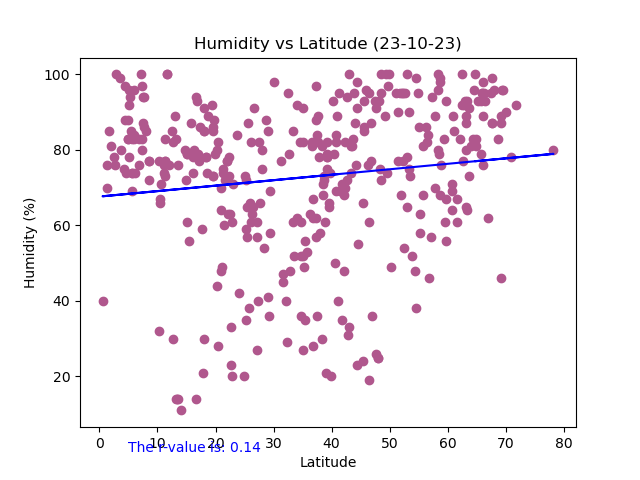 Humidity vs Latitude (23-10-23)
Humidity (%)
100
80
60
40
20
0 10 20 30 40 50 60 70 80
The r-value is: 0.14
Latitude